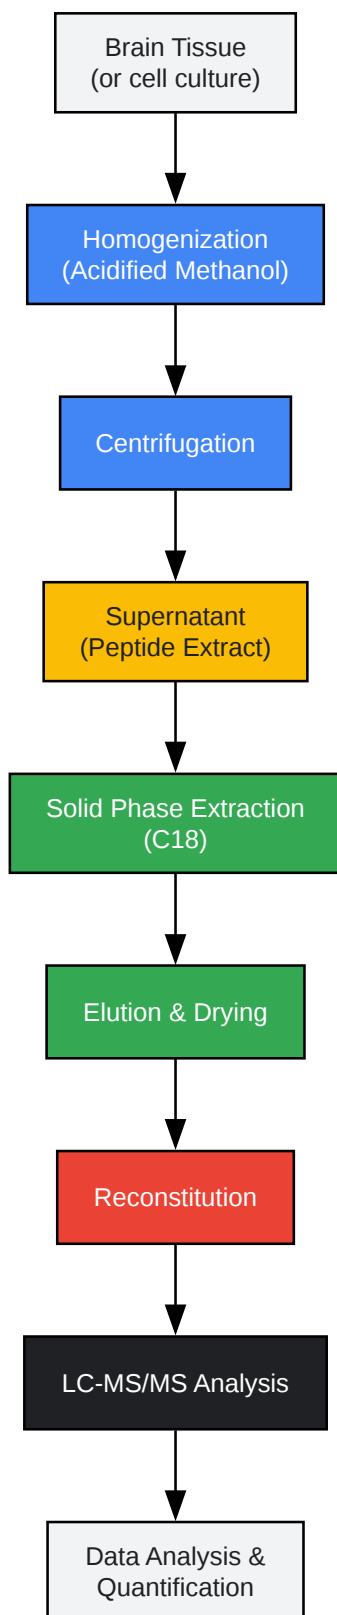 Brain Tissue
(or cell culture)
Homogenization
(Acidified Methanol)
Centrifugation
Supernatant
(Peptide Extract)
Solid Phase Extraction
(C18)
Elution & Drying
Reconstitution
LC-MS/MS Analysis
Data Analysis &
Quantification